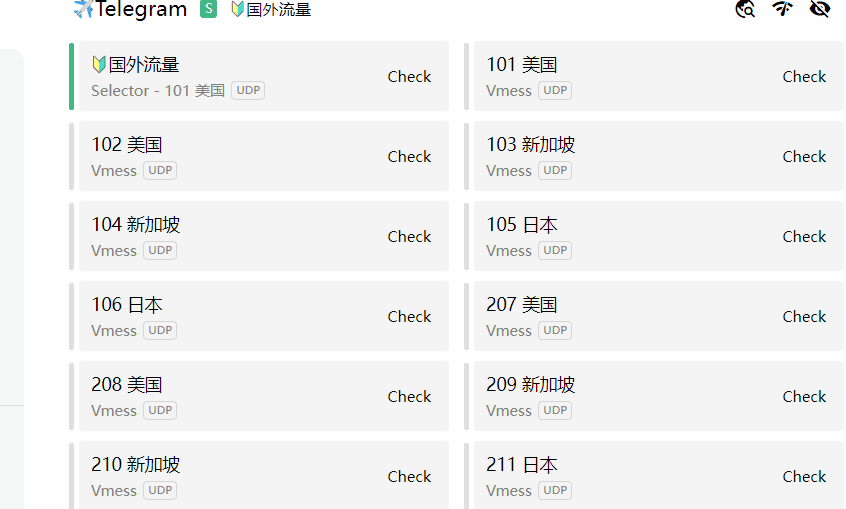 ✈️Telegram S 🔰国外流量
🔰国外流量
Selector - 101 美国 UDP
Check
101 美国
Vmess UDP
Check
102 美国
Vmess UDP
Check
103 新加坡
Vmess UDP
Check
104 新加坡
Vmess UDP
Check
105 日本
Vmess UDP
Check
106 日本
Vmess UDP
Check
207 美国
Vmess UDP
Check
208 美国
Vmess UDP
Check
209 新加坡
Vmess UDP
Check
210 新加坡
Vmess UDP
Check
211 日本
Vmess UDP
Check